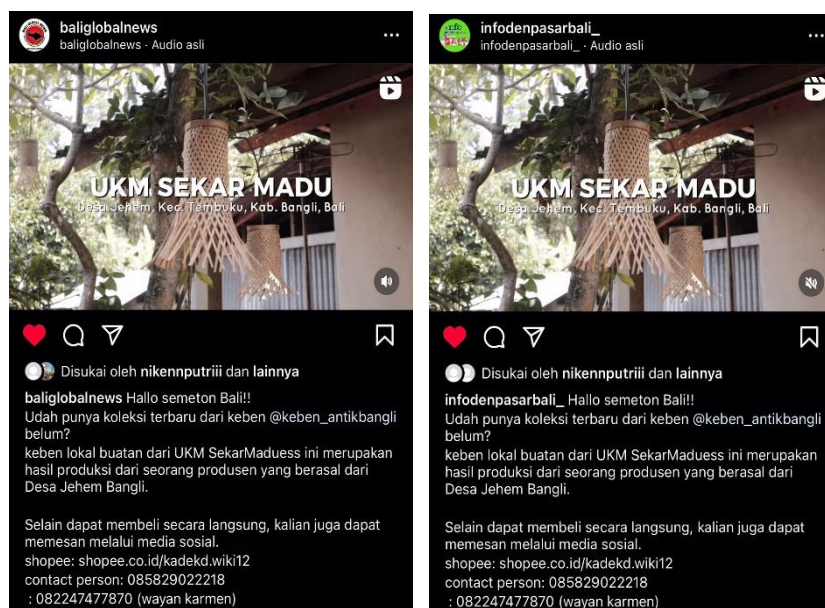 baliglobalnews
baliglobalnews · Audio asli
UKM SEKAR MADU
Desa Jehem, Kec. Tembuku, Kab. Bangli, Bali
Disukai oleh nikennputriii dan lainnya
baliglobalnews Hallo semeton Bali!!
Udah punya koleksi terbaru dari keben @keben_antikbangli
belum?
keben lokal buatan dari UKM SekarMaduess ini merupakan
hasil produksi dari seorang produsen yang berasal dari
Desa Jehem Bangli.
Selain dapat membeli secara langsung, kalian juga dapat
memesan melalui media sosial.
shopee: shopee.co.id/kadekd.wiki12
contact person: 085829022218
: 082247477870 (wayan karmen)
infodenpasarbali_
infodenpasarbali_ · Audio asli
UKM SEKAR MADU
Desa Jehem, Kec. Tembuku, Kab. Bangli, Bali
Disukai oleh nikennputriii dan lainnya
infodenpasarbali_ Hallo semeton Bali!!
Udah punya koleksi terbaru dari keben @keben_antikbangli
belum?
keben lokal buatan dari UKM SekarMaduess ini merupakan
hasil produksi dari seorang produsen yang berasal dari
Desa Jehem Bangli.
Selain dapat membeli secara langsung, kalian juga dapat
memesan melalui media sosial.
shopee: shopee.co.id/kadekd.wiki12
contact person: 085829022218
: 082247477870 (wayan karmen)